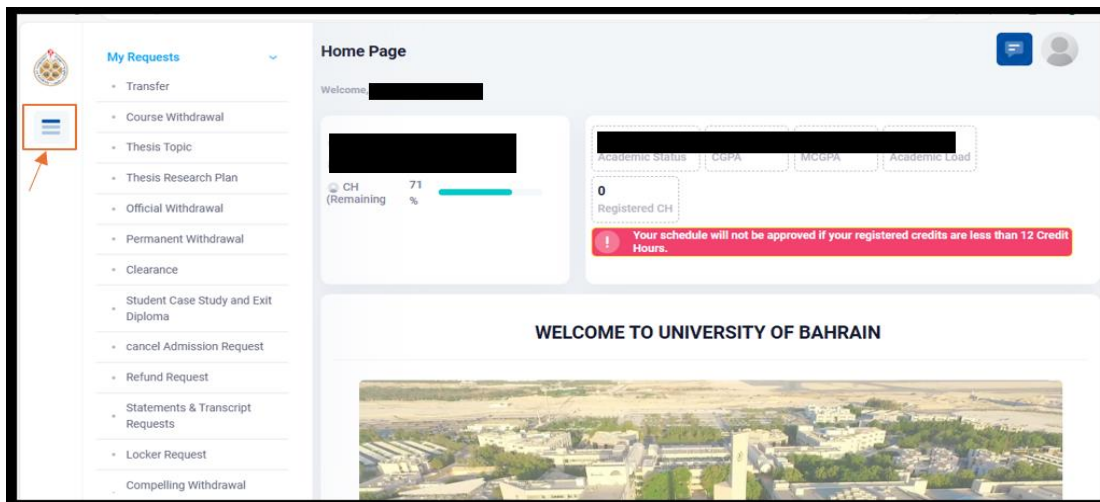 My Requests
Transfer
Course Withdrawal
Thesis Topic
Thesis Research Plan
Official Withdrawal
Permanent Withdrawal
Clearance
Student Case Study and Exit
Diploma
cancel Admission Request
Refund Request
Statements & Transcript
Requests
Locker Request
Compelling Withdrawal
Home Page
Welcome,
CH
(Remaining
71
%
Academic Status
CGPA
MCGPA
Academic Load
0
Registered CH
! Your schedule will not be approved if your registered credits are less than 12 Credit
Hours.
WELCOME TO UNIVERSITY OF BAHRAIN